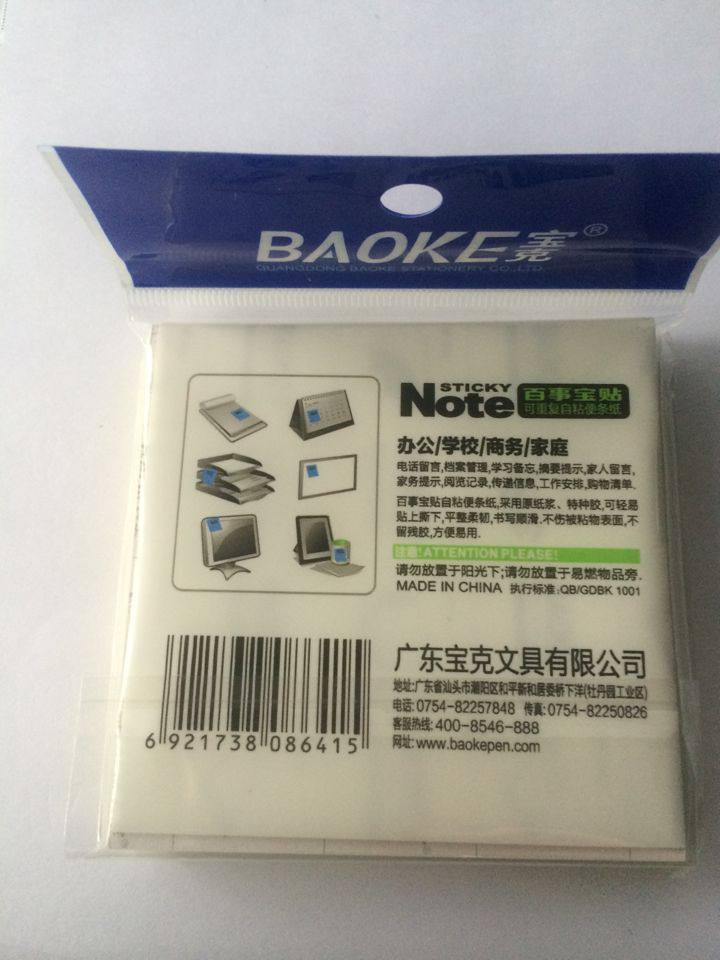 BAOKE宝克®
GUANGDONG BAOKE STATIONERY CO.,LTD.
STICKY
Note
百事宝贴
可重复自粘便条纸
办公/学校/商务/家庭
电话留言,档案管理,学习备忘,摘要提示,家人留言,
家务提示,阅览记录,传递信息,工作安排,购物清单.
百事宝贴自粘便条纸,采用原纸浆、特种胶,可轻易
贴上撕下,平整柔韧,书写顺滑.不伤被粘物表面,不
留残胶,方便易用.
注意! ATTENTION PLEASE!
请勿放置于阳光下;请勿放置于易燃物品旁.
MADE IN CHINA 执行标准:QB/GDBK 1001
广东宝克文具有限公司
地址:广东省汕头市潮阳区和平新和居委桥下洋(牡丹园工业区)
电话:0754-82257848 传真:0754-82250826
客服热线:400-8546-888
网址:www.baokepen.com
6 921738 086415